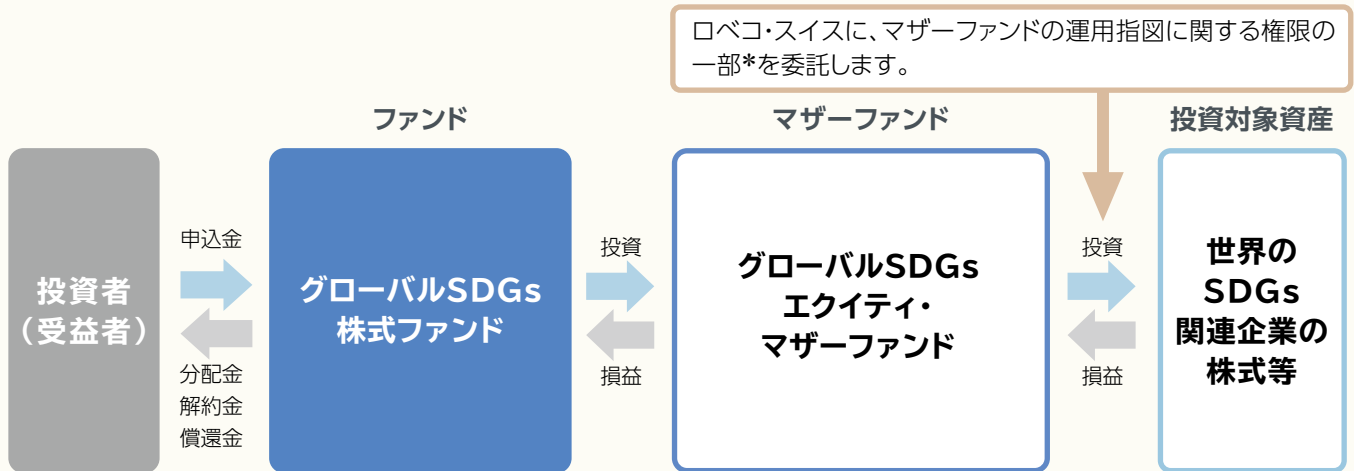 ロベコ・スイスに、マザーファンドの運用指図に関する権限の
一部*を委託します。
ファンド
マザーファンド
投資対象資産
投資者
(受益者)
申込金
分配金
解約金
償還金
グローバルSDGs
株式ファンド
投資
損益
グローバルSDGs
エクイティ・
マザーファンド
投資
損益
世界の
SDGs
関連企業の
株式等